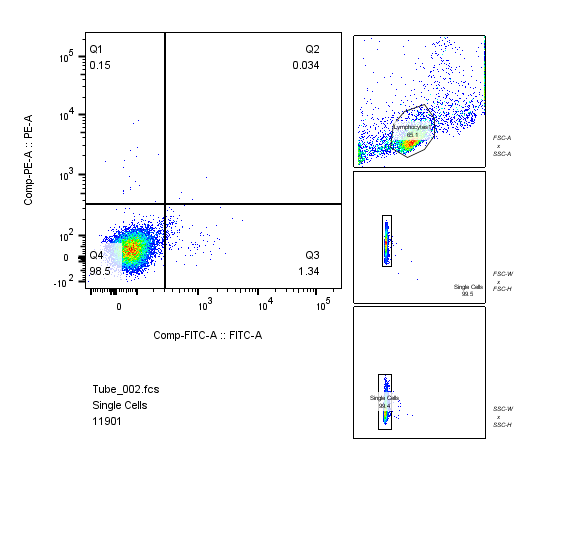 Q1
0.15
Q2
0.034
Q4
98.5
Q3
1.34
10^5
10^4
10^3
10^2
0
-10^2
Comp-PE-A :: PE-A
0
10^3
10^4
10^5
Comp-FITC-A :: FITC-A
Tube_002.fcs
Single Cells
11901
Lymphocytes
65.1
FSC-A
x
SSC-A
Single Cells
99.5
FSC-W
x
FSC-H
Single Cells
99.4
SSC-W
x
SSC-H